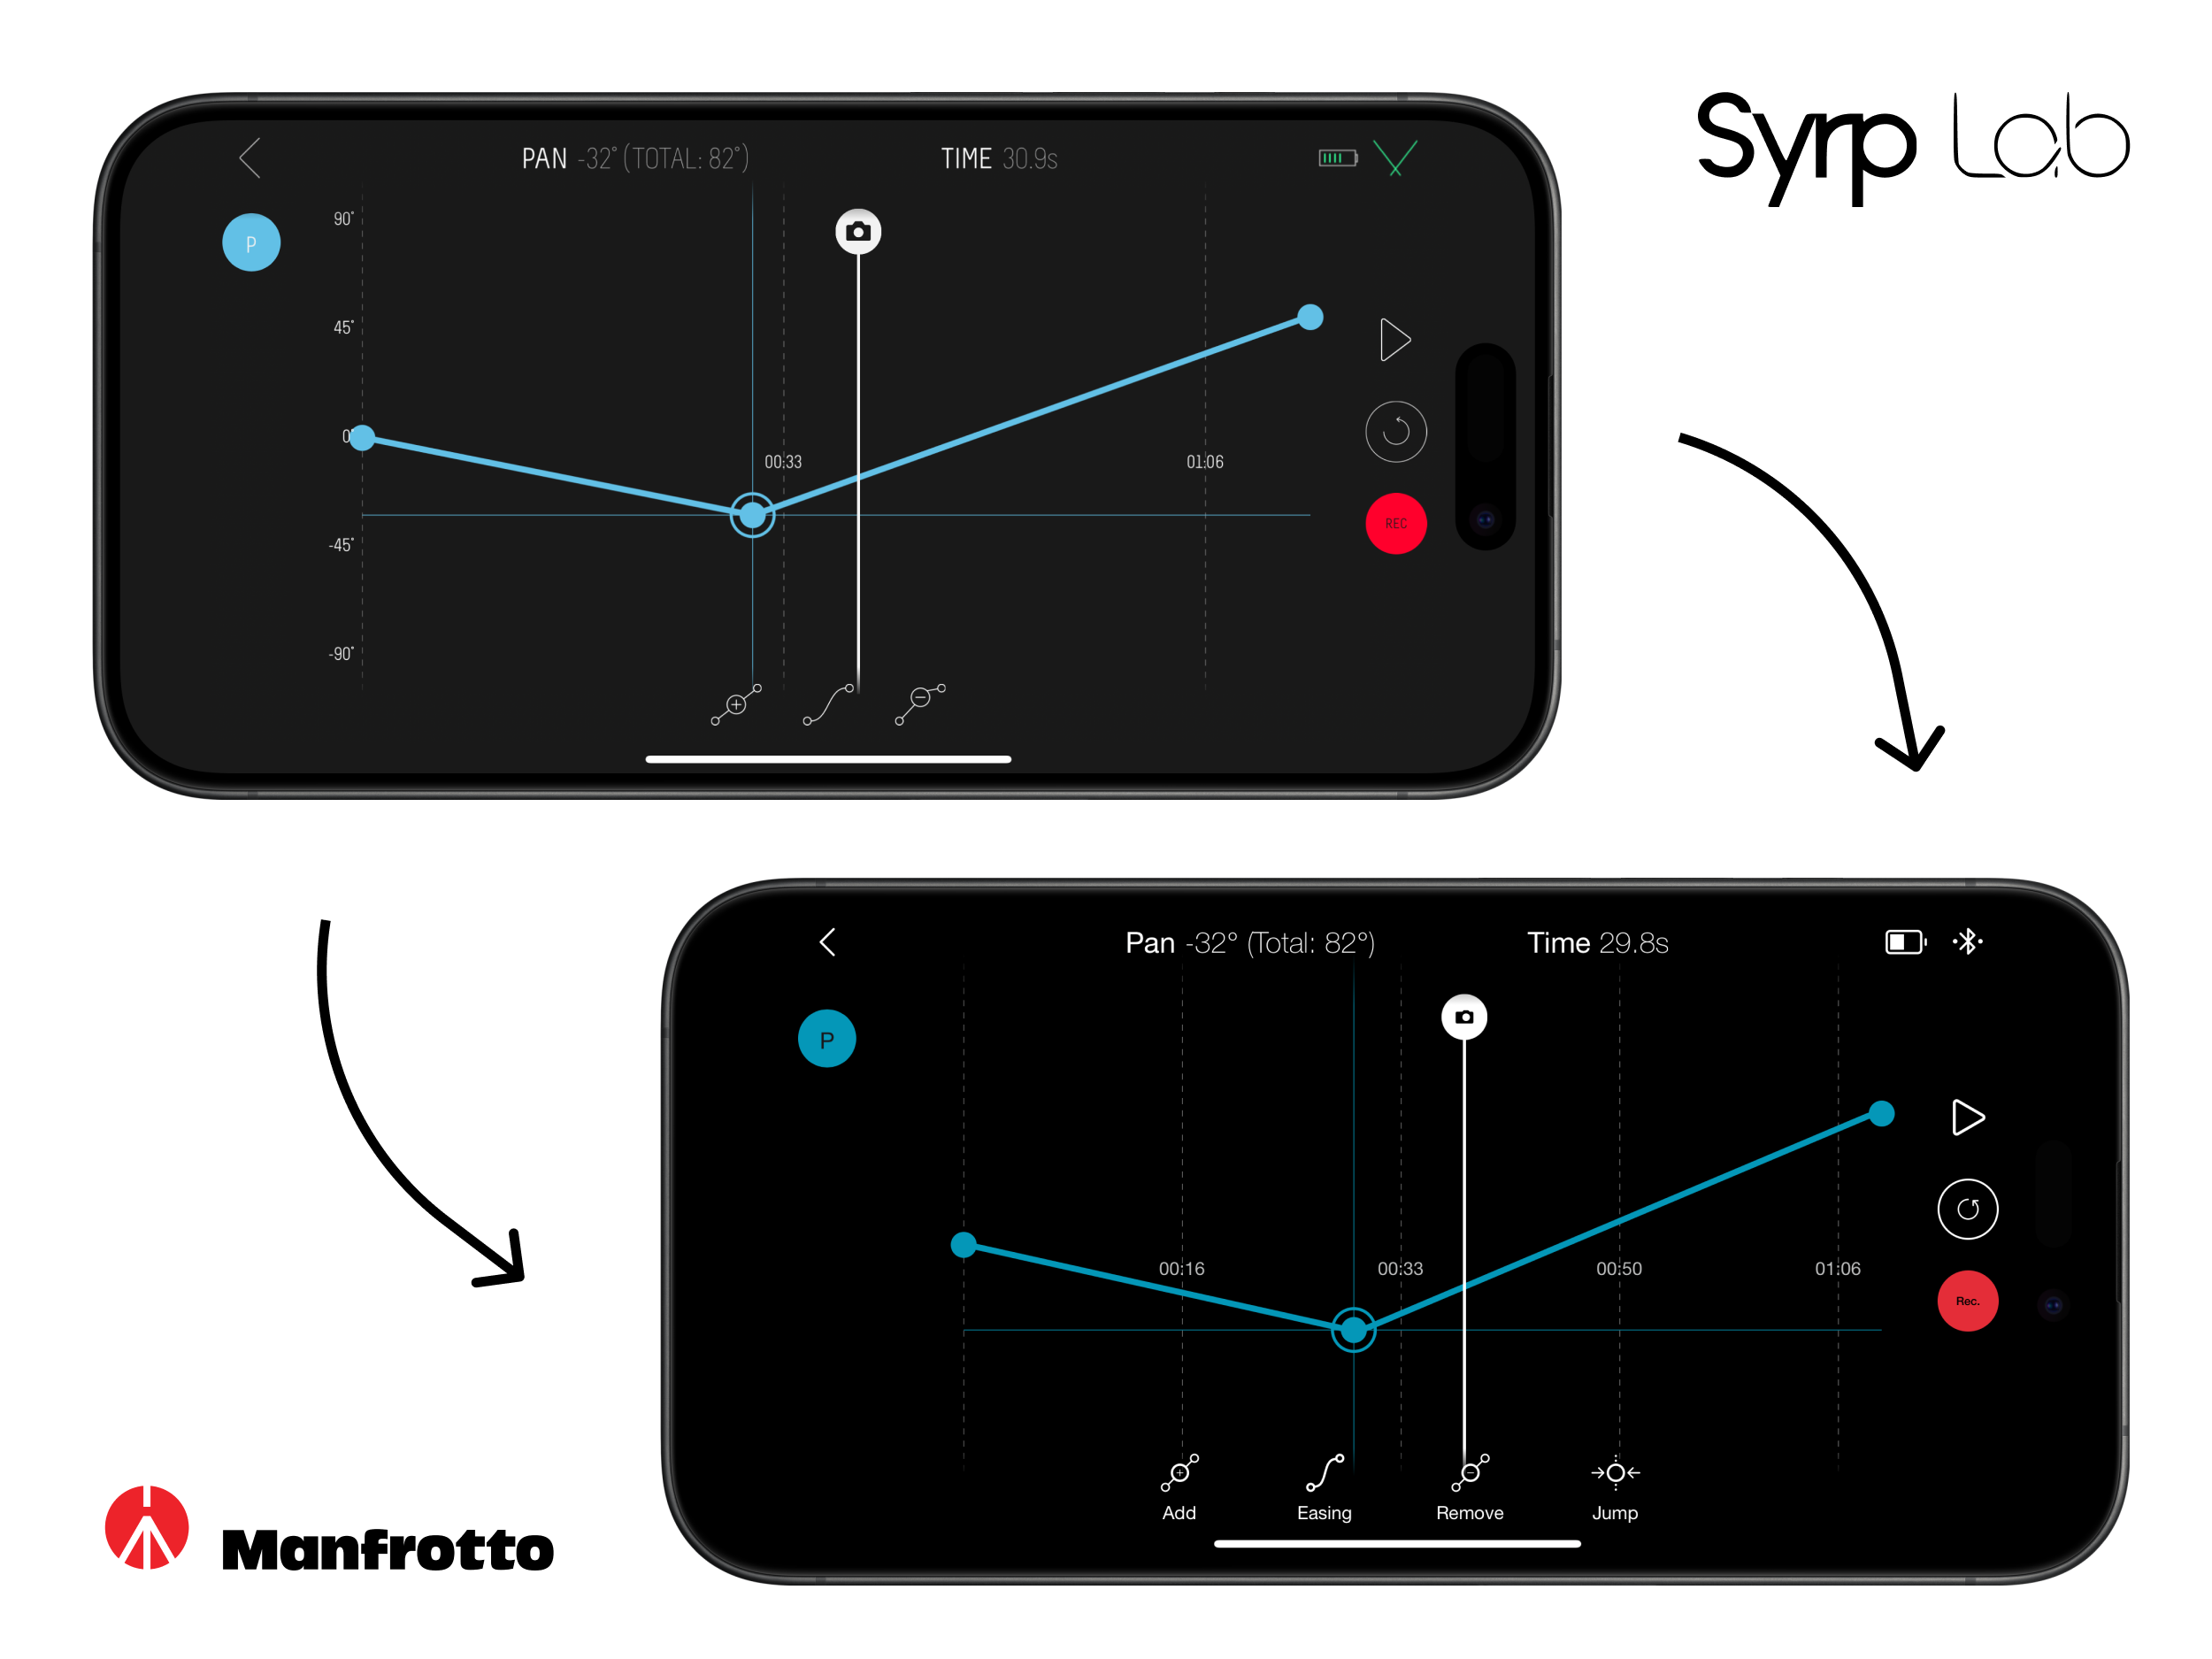 Syrp Lab
PAN -32° (TOTAL: 82°)
TIME 30.9s
P
90°
45°
0°
-45°
-90°
00:33
01:06
REC
Pan -32° (Total: 82°)
Time 29.8s
P
00:16
00:33
00:50
01:06
Rec.
Add
Easing
Remove
Jump
Manfrotto